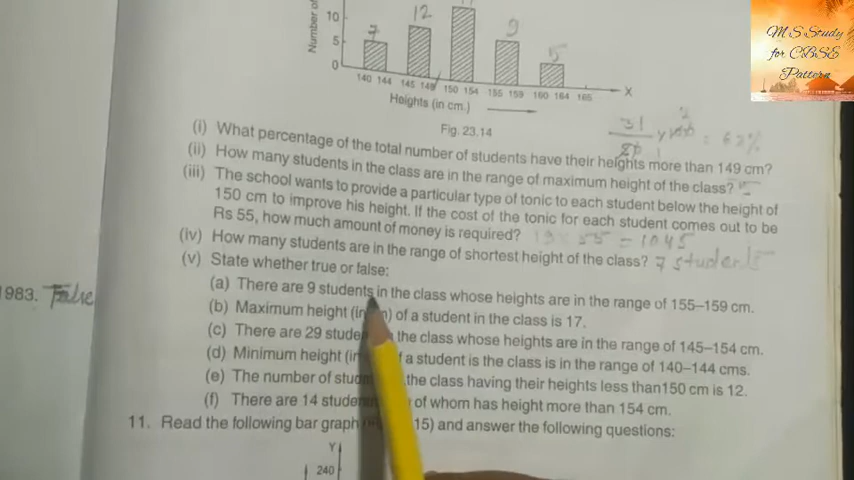 M S Study
for CBSE
Pattern
Number of
10
5
0
7
12
9
5
140 144 145 149 150 154 155 159 160 164 165
X
Heights (in cm.)
Fig. 23.14
31
2
= 62%
(i) What percentage of the total number of students have their heights more than 149 cm?
(ii) How many students in the class are in the range of maximum height of the class? 5
(iii) The school wants to provide a particular type of tonic to each student below the height of
150 cm to improve his height. If the cost of the tonic for each student comes out to be
Rs 55, how much amount of money is required? 19 × 55 = 1045
(iv) How many students are in the range of shortest height of the class? 7 students
(v) State whether true or false:
(a) There are 9 students in the class whose heights are in the range of 155–159 cm.
1983. False
(b) Maximum height (in of a student in the class is 17.
(c) There are 29 the class whose heights are in the range of 145–154 cm.
(d) Minimum height (in a student is the class is in the range of 140–144 cms.
(e) The number of the class having their heights less than150 cm is 12.
(f) There are 14 of whom has height more than 154 cm.
11. Read the following bar graph 15) and answer the following questions:
Y
240